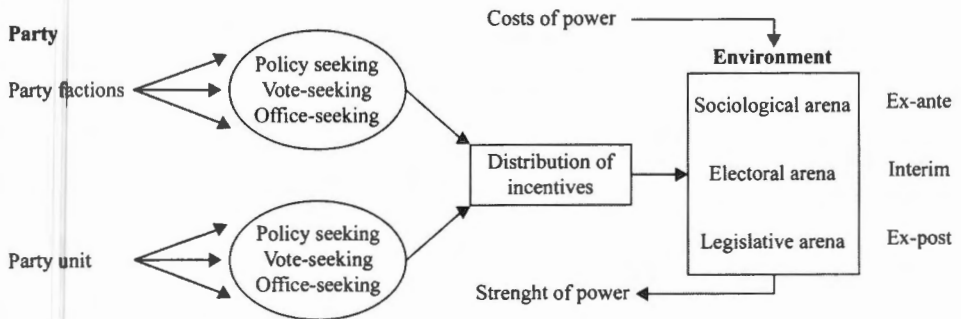 Costs of power
Party
Environment
Party factions
Policy seeking
Vote-seeking
Office-seeking
Sociological arena
Ex-ante
Distribution of
incentives
Electoral arena
Interim
Party unit
Policy seeking
Vote-seeking
Office-seeking
Legislative arena
Ex-post
Strenght of power